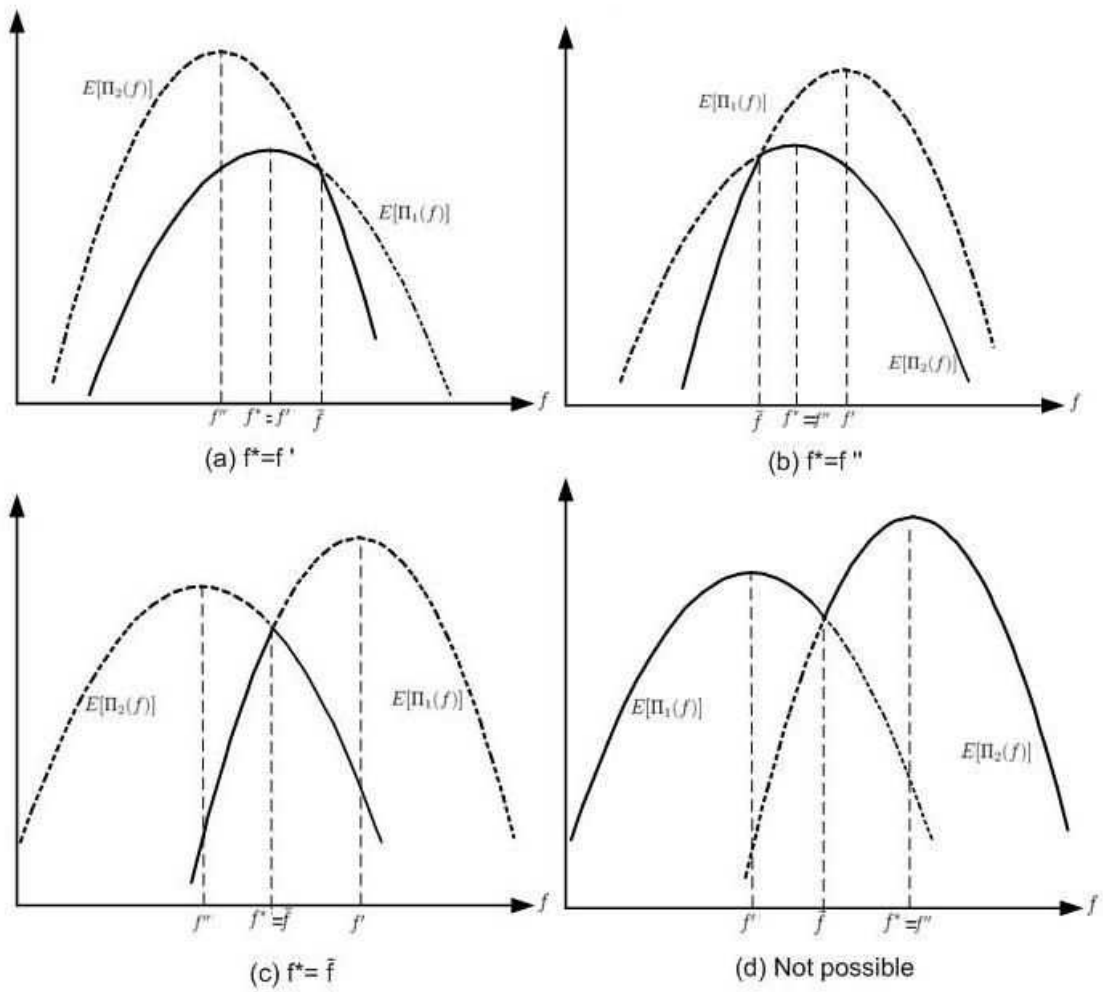 E[Π₂(f)]
E[Π₁(f)]
f
f'' f* = f' f̃
(a) f*=f '
E[Π₁(f)]
E[Π₂(f)]
f
f̃ f*=f'' f'
(b) f*=f ''
E[Π₂(f)]
E[Π₁(f)]
f
f'' f*=f̃ f'
(c) f*= f̃
E[Π₁(f)]
E[Π₂(f)]
f
f' f̃ f*=f''
(d) Not possible